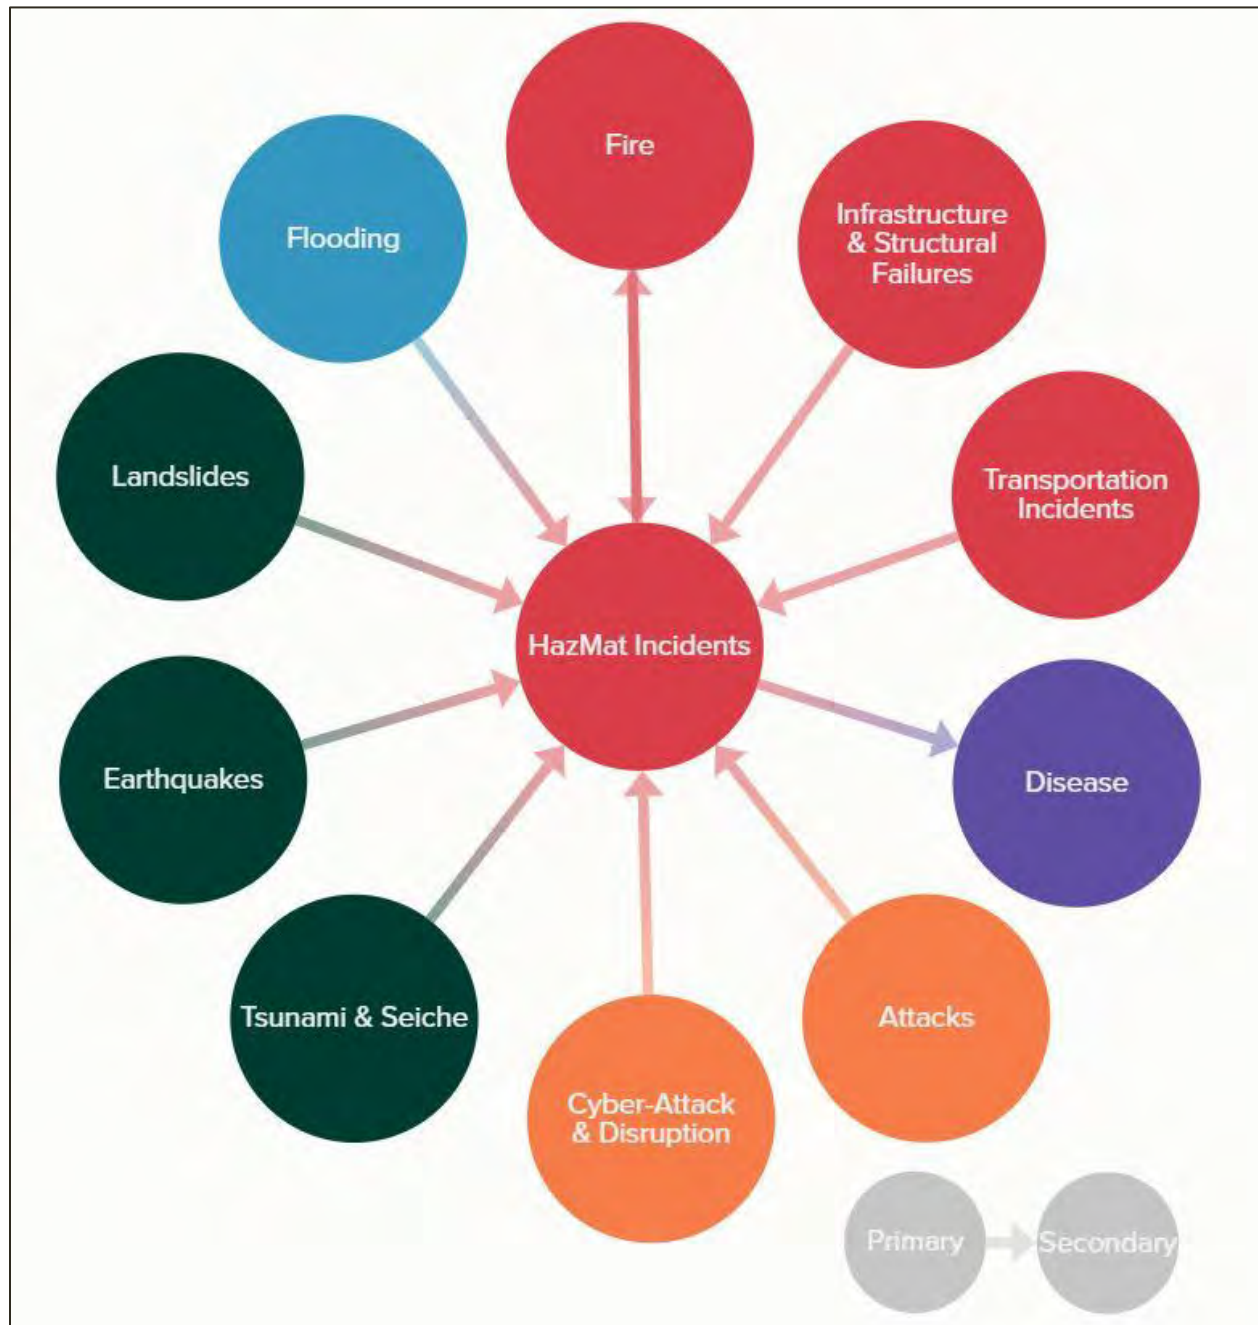 Fire
Infrastructure
& Structural
Failures
Flooding
Landslides
Transportation
Incidents
HazMat Incidents
Earthquakes
Disease
Tsunami & Seiche
Attacks
Cyber-Attack
& Disruption
Primary
Secondary